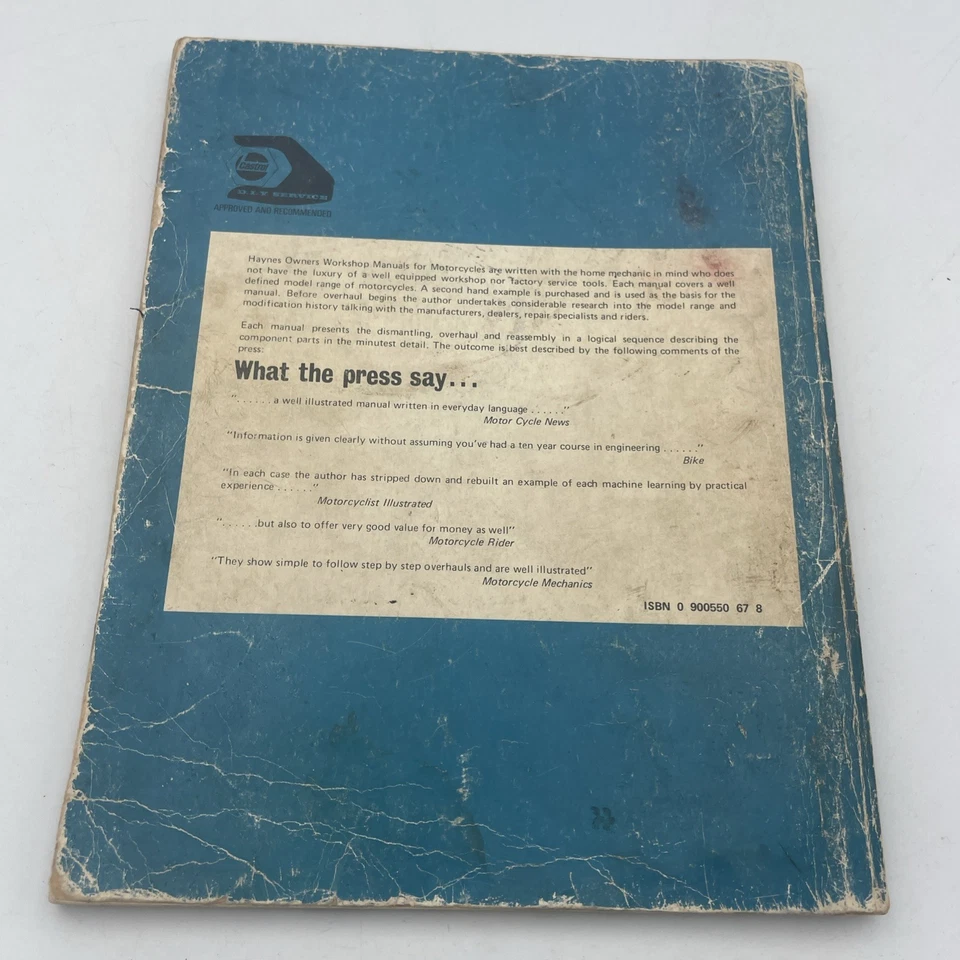 Castrol
D.I.Y SERVICE
APPROVED AND RECOMMENDED
Haynes Owners Workshop Manuals for Motorcycles are written with the home mechanic in mind who does
not have the luxury of a well equipped workshop nor factory service tools. Each manual covers a well
defined model range of motorcycles. A second hand example is purchased and is used as the basis for the
manual. Before overhaul begins the author undertakes considerable research into the model range and
modification history talking with the manufacturers, dealers, repair specialists and riders.
Each manual presents the dismantling, overhaul and reassembly in a logical sequence describing the
component parts in the minutest detail. The outcome is best described by the following comments of the
press:
What the press say...
"......a well illustrated manual written in everyday language ......"
Motor Cycle News
"Information is given clearly without assuming you've had a ten year course in engineering ......"
Bike
"In each case the author has stripped down and rebuilt an example of each machine learning by practical
experience ......"
Motorcyclist Illustrated
"......but also to offer very good value for money as well"
Motorcycle Rider
"They show simple to follow step by step overhauls and are well illustrated"
Motorcycle Mechanics
ISBN 0 900550 67 8